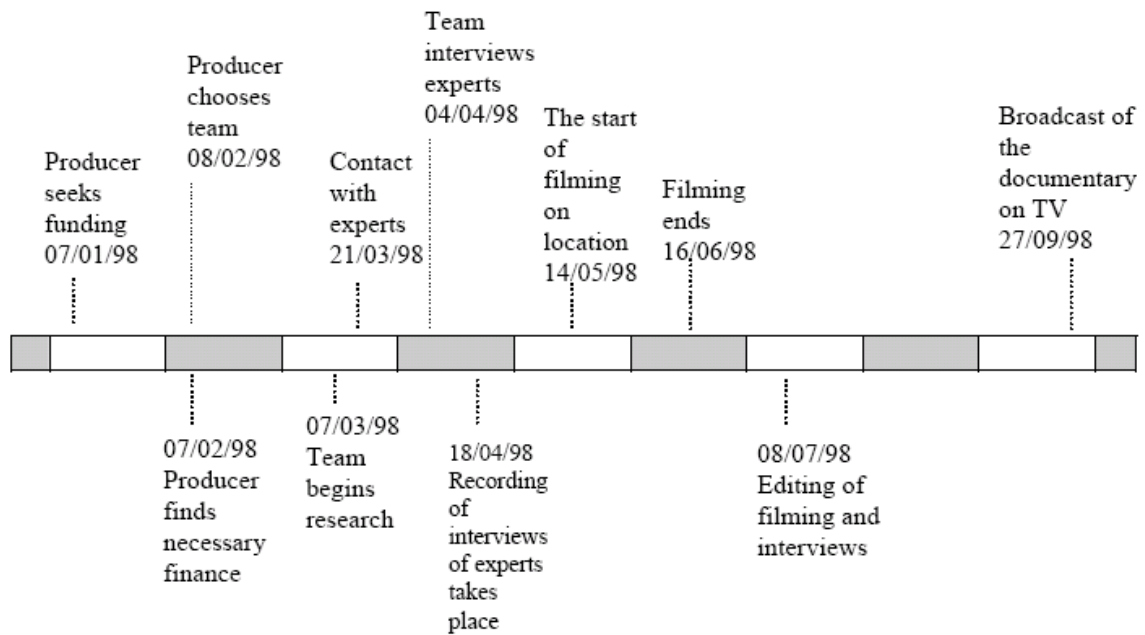 Producer
seeks
funding
07/01/98
Producer
chooses
team
08/02/98
Contact
with
experts
21/03/98
Team
interviews
experts
04/04/98
The start
of
filming
on
location
14/05/98
Filming
ends
16/06/98
Broadcast of
the
documentary
on TV
27/09/98
07/02/98
Producer
finds
necessary
finance
07/03/98
Team
begins
research
18/04/98
Recording
of
interviews
of experts
takes
place
08/07/98
Editing of
filming and
interviews